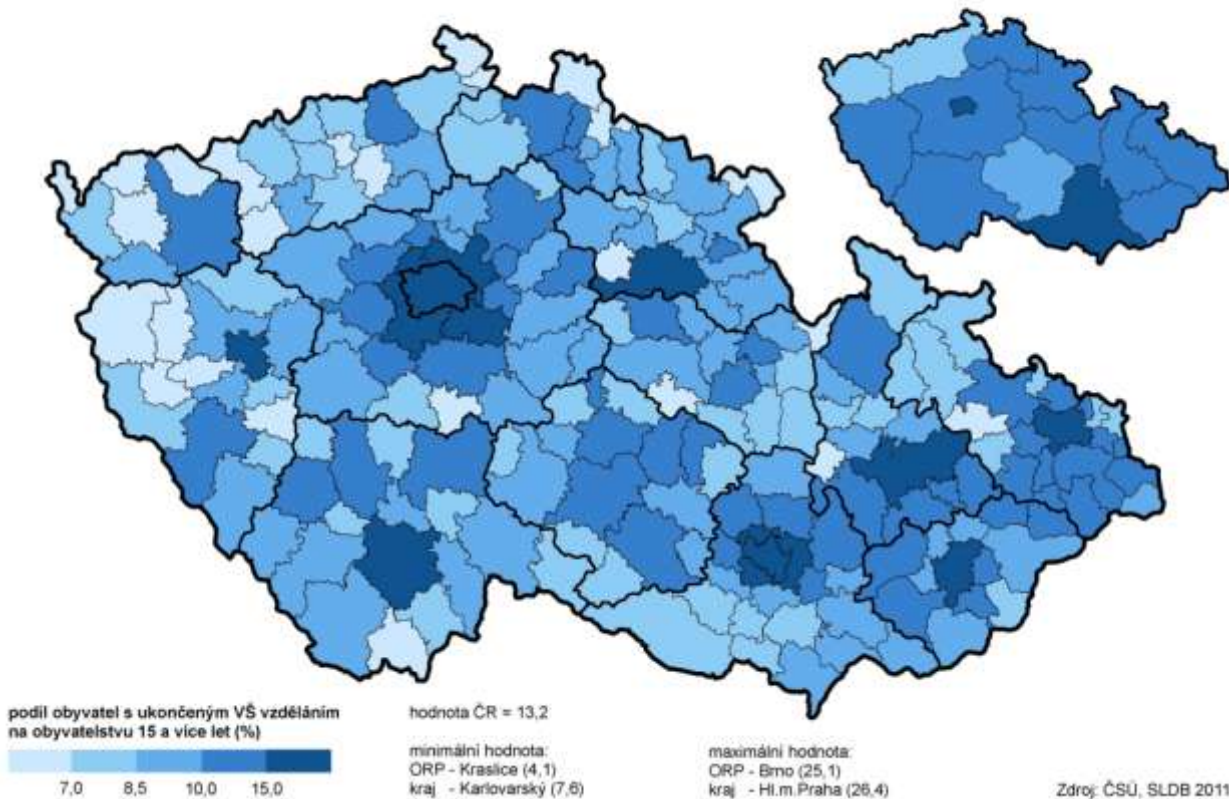 podíl obyvatel s ukončeným VŠ vzděláním
na obyvatelstvu 15 a více let (%)
7,0 8,5 10,0 15,0
hodnota ČR = 13,2
minimální hodnota:
ORP - Kraslice (4,1)
kraj - Karlovarský (7,6)
maximální hodnota:
ORP - Brno (25,1)
kraj - Hl.m.Praha (26,4)
Zdroj: ČSÚ, SLDB 2011